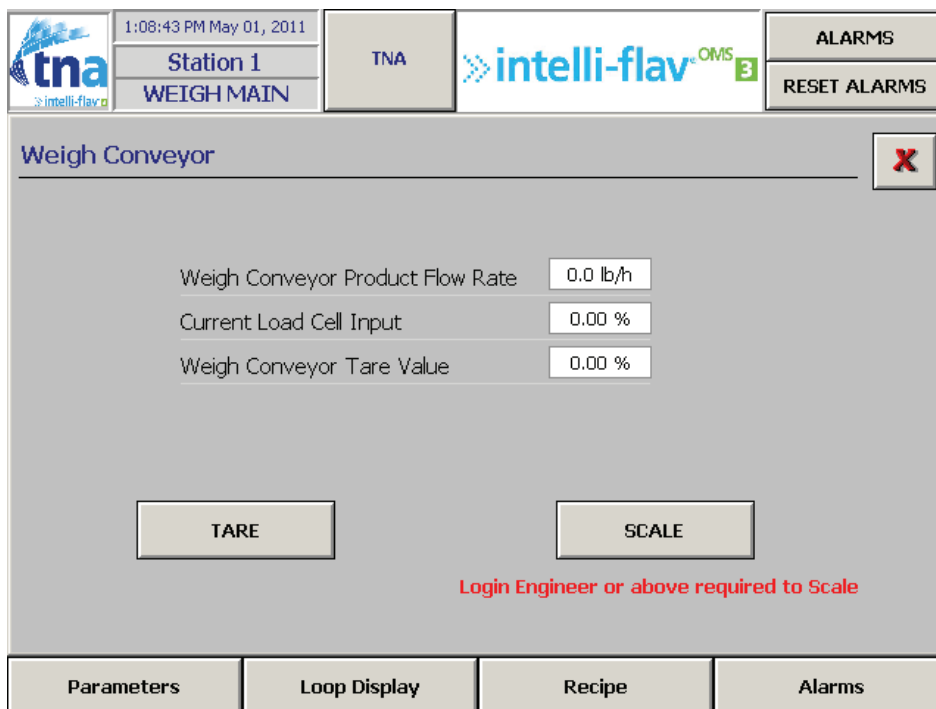 1:08:43 PM May 01, 2011
Station 1
WEIGH MAIN
tna
intelli-flav
TNA
intelli-flav OMS 3
ALARMS
RESET ALARMS
Weigh Conveyor
X
Weigh Conveyor Product Flow Rate 0.0 lb/h
Current Load Cell Input 0.00 %
Weigh Conveyor Tare Value 0.00 %
TARE SCALE
Login Engineer or above required to Scale
Parameters Loop Display Recipe Alarms